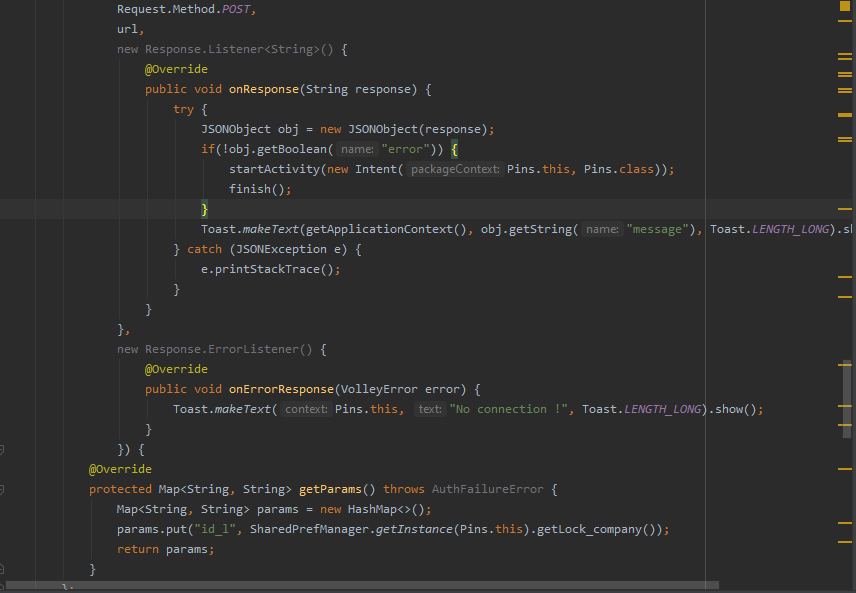 Request.Method.POST,
url,
new Response.Listener<String>() {
@Override
public void onResponse(String response) {
try {
JSONObject obj = new JSONObject(response);
if(!obj.getBoolean( name: "error")) {
startActivity(new Intent( packageContext: Pins.this, Pins.class));
finish();
}
Toast.makeText(getApplicationContext(), obj.getString( name: "message"), Toast.LENGTH_LONG).sh
} catch (JSONException e) {
e.printStackTrace();
}
}
},
new Response.ErrorListener() {
@Override
public void onErrorResponse(VolleyError error) {
Toast.makeText( context: Pins.this, text: "No connection !", Toast.LENGTH_LONG).show();
}
}) {
@Override
protected Map<String, String> getParams() throws AuthFailureError {
Map<String, String> params = new HashMap<>();
params.put("id_l", SharedPrefManager.getInstance(Pins.this).getLock_company());
return params;
}